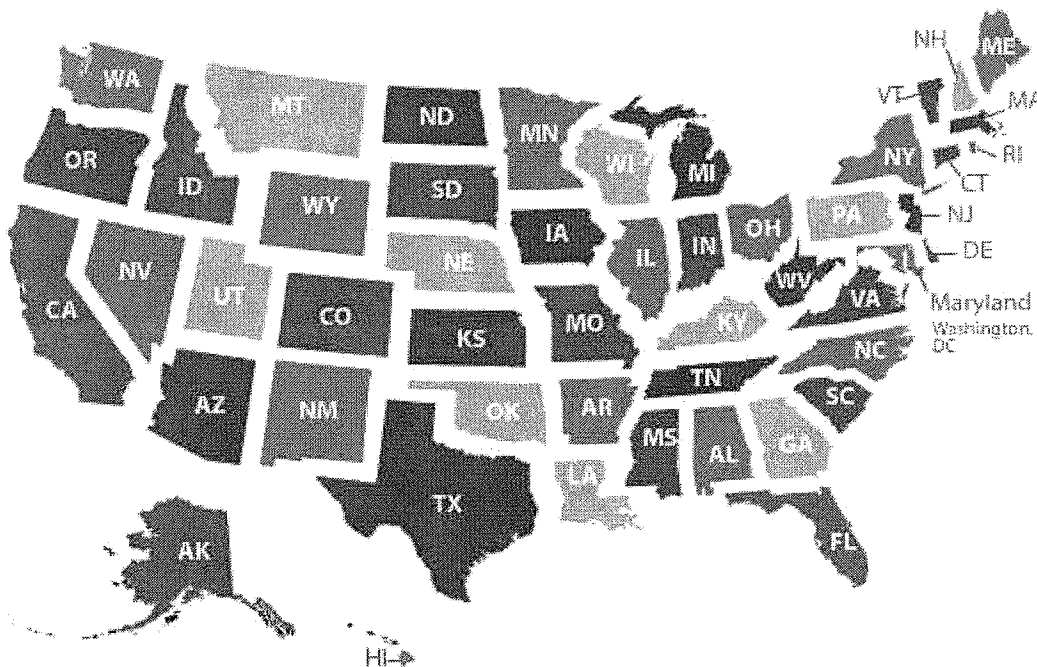 NH
ME
WA
VT
MA
MT
ND
MN
OR
WI
MI
NY
RI
ID
SD
CT
WY
IA
OH
PA
NJ
NE
IL
IN
DE
NV
UT
WV
VA
CA
CO
KS
MO
KY
Maryland
Washington,
DC
NC
TN
AZ
NM
OK
AR
SC
MS
AL
GA
LA
TX
FL
AK
HI